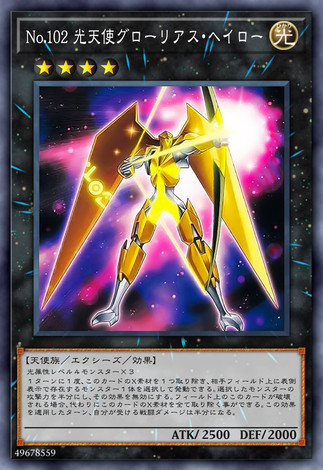 No.102 光天使グローリアス・ヘイロー
光
102
【天使族／エクシーズ／効果】
光属性レベル４モンスター×３
１ターンに１度、このカードのX素材を１つ取り除き、相手フィールド上に表側
表示で存在するモンスター１体を選択して発動できる。選択したモンスターの
攻撃力を半分にし、その効果を無効にする。フィールド上のこのカードが破壊
される場合、代わりにこのカードのX素材を全て取り除く事ができる。この効果
を適用したターン、自分が受ける戦闘ダメージは半分になる。
ATK/ 2500 DEF/ 2000
49678559